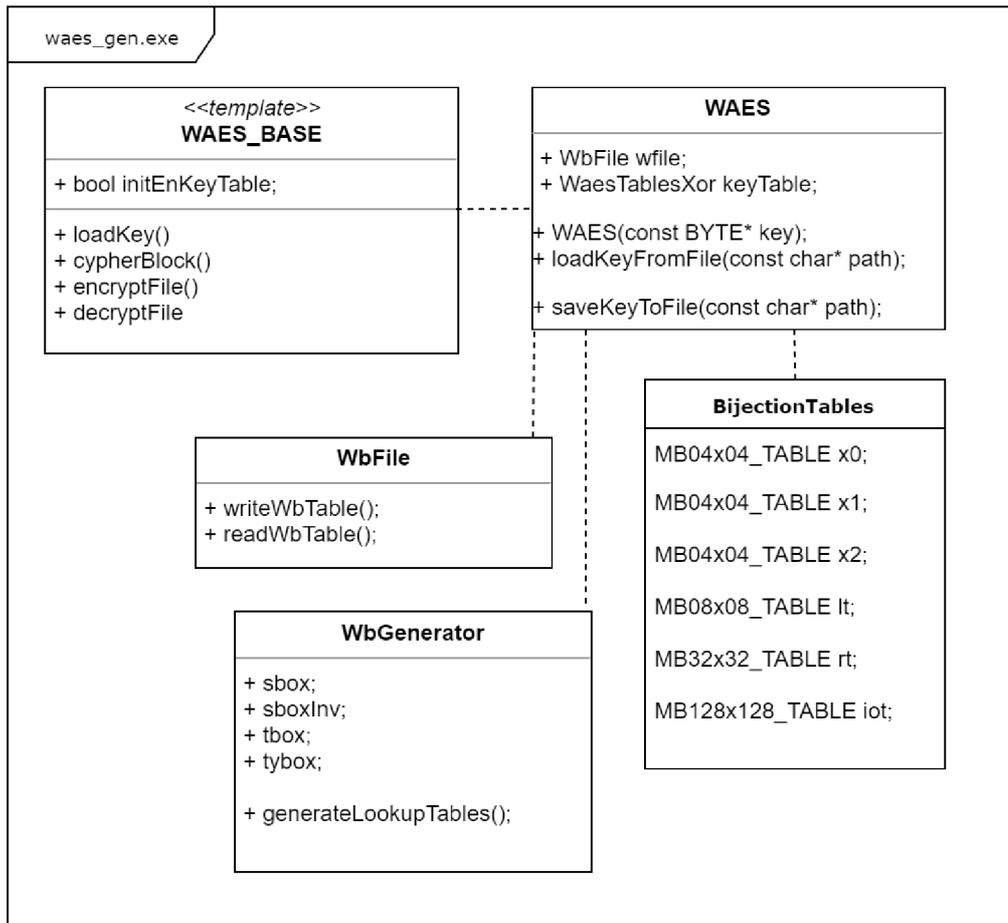 waes_gen.exe
<<template>>
WAES_BASE
+ bool initEnKeyTable;
+ loadKey()
+ cypherBlock()
+ encryptFile()
+ decryptFile
WAES
+ WbFile wfile;
+ WaesTablesXor keyTable;
+ WAES(const BYTE* key);
+ loadKeyFromFile(const char* path);
+ saveKeyToFile(const char* path);
WbFile
+ writeWbTable();
+ readWbTable();
WbGenerator
+ sbox;
+ sboxInv;
+ tbox;
+ tybox;
+ generateLookupTables();
BijectionTables
MB04x04_TABLE x0;
MB04x04_TABLE x1;
MB04x04_TABLE x2;
MB08x08_TABLE lt;
MB32x32_TABLE rt;
MB128x128_TABLE iot;